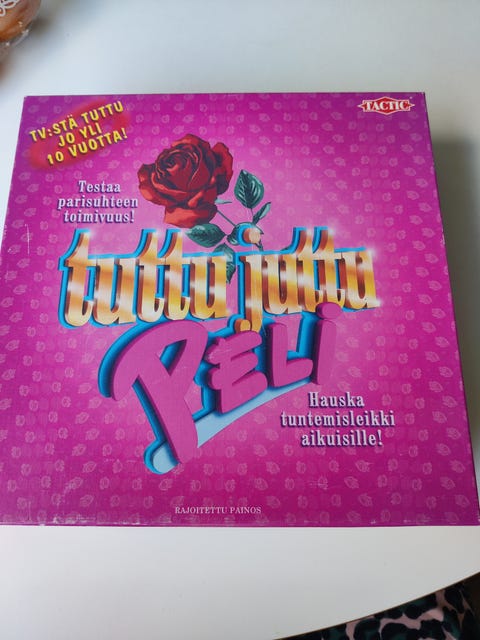 TACTIC
TV:STÄ TUTTU
JO YLI
10 VUOTTA!
Testaa
parisuhteen
toimivuus!
tuttu juttu
PELI
Hauska
tuntemisleikki
aikuisille!
RAJOITETTU PAINOS